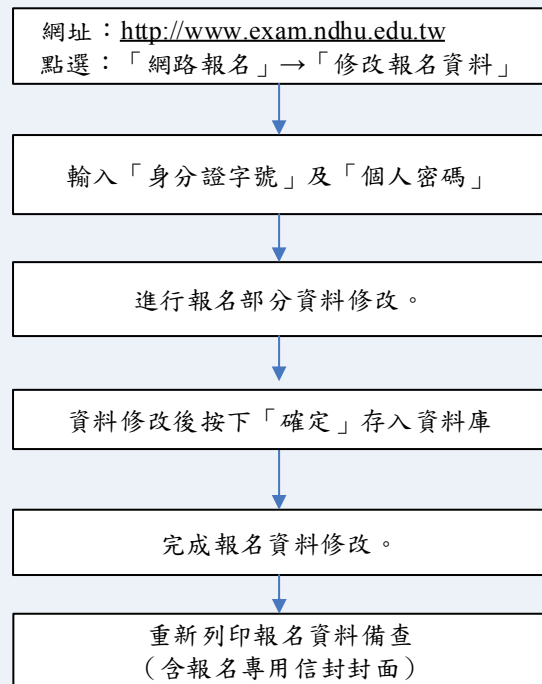 網址：http://www.exam.ndhu.edu.tw
點選：「網路報名」→「修改報名資料」
輸入「身分證字號」及「個人密碼」
進行報名部分資料修改。
資料修改後按下「確定」存入資料庫
完成報名資料修改。
重新列印報名資料備查
（含報名專用信封封面）